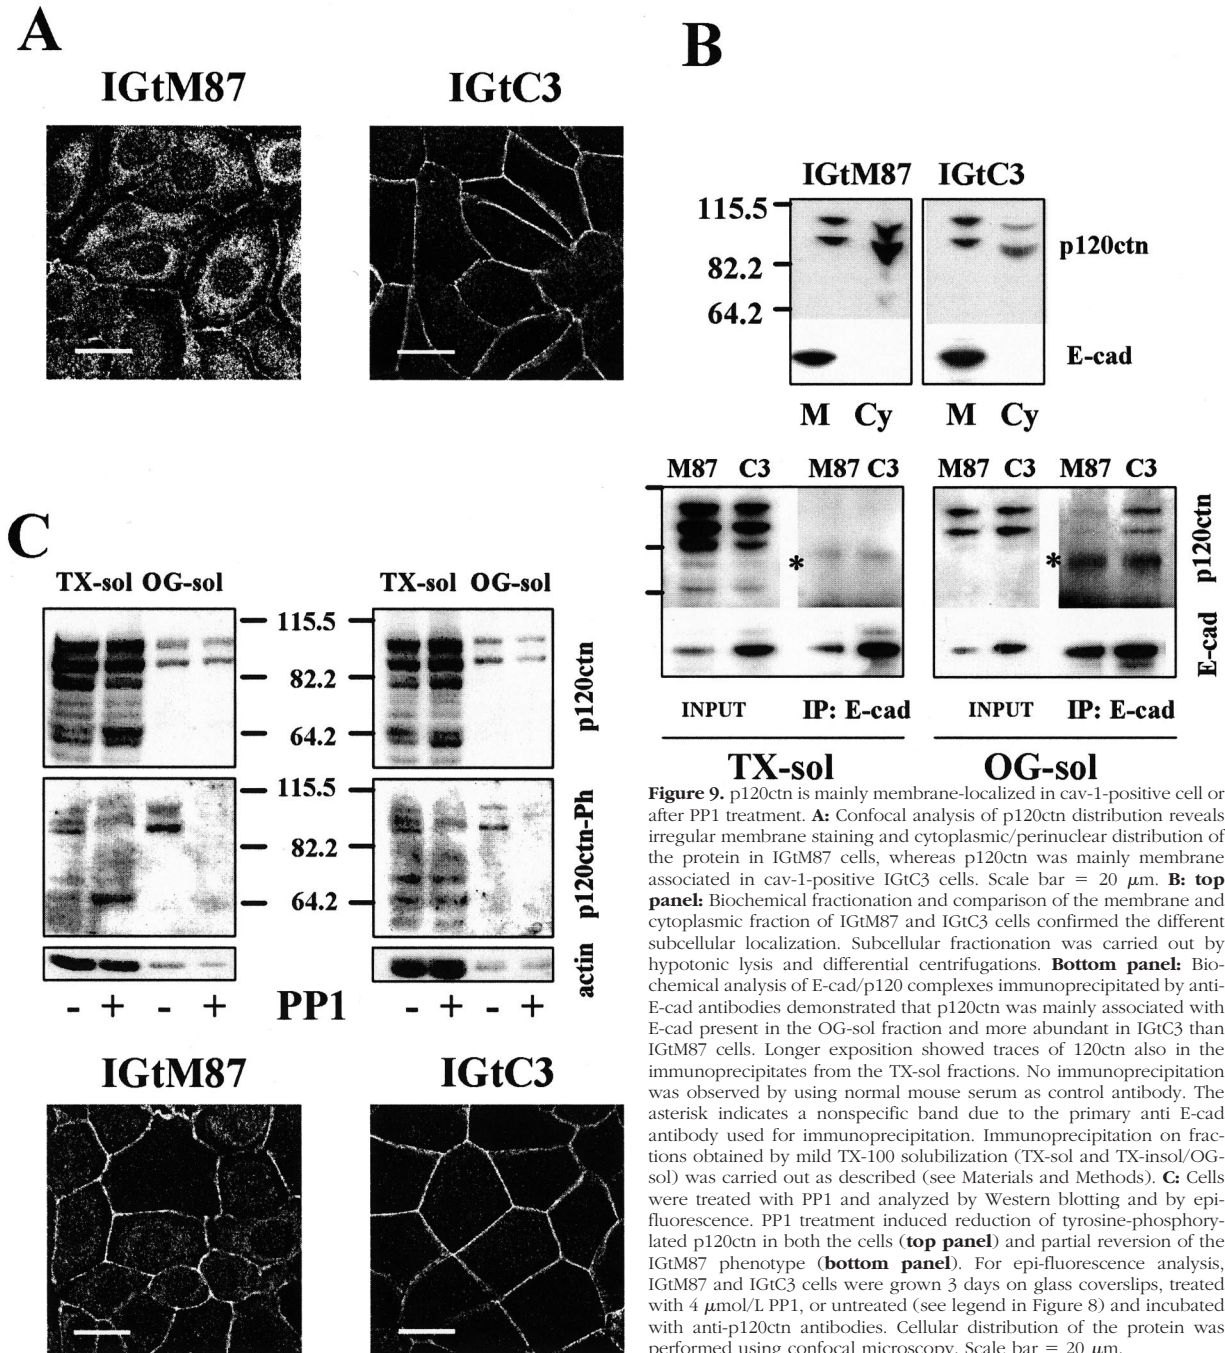 A
IGtM87 IGtC3
B
IGtM87 IGtC3
115.5
82.2
64.2
p120ctn
E-cad
M Cy M Cy
M87 C3 M87 C3 M87 C3 M87 C3
*
*
p120ctn
E-cad
INPUT IP: E-cad INPUT IP: E-cad
TX-sol OG-sol
C
TX-sol OG-sol TX-sol OG-sol
115.5
82.2
64.2
p120ctn
115.5
82.2
64.2
p120ctn-Ph
actin
- + - + PP1 - + - +
IGtM87 IGtC3
Figure 9. p120ctn is mainly membrane-localized in cav-1-positive cell or
after PP1 treatment. A: Confocal analysis of p120ctn distribution reveals
irregular membrane staining and cytoplasmic/perinuclear distribution of
the protein in IGtM87 cells, whereas p120ctn was mainly membrane
associated in cav-1-positive IGtC3 cells. Scale bar = 20 μm. B: top
panel: Biochemical fractionation and comparison of the membrane and
cytoplasmic fraction of IGtM87 and IGtC3 cells confirmed the different
subcellular localization. Subcellular fractionation was carried out by
hypotonic lysis and differential centrifugations. Bottom panel: Bio-
chemical analysis of E-cad/p120 complexes immunoprecipitated by anti-
E-cad antibodies demonstrated that p120ctn was mainly associated with
E-cad present in the OG-sol fraction and more abundant in IGtC3 than
IGtM87 cells. Longer exposition showed traces of 120ctn also in the
immunoprecipitates from the TX-sol fractions. No immunoprecipitation
was observed by using normal mouse serum as control antibody. The
asterisk indicates a nonspecific band due to the primary anti E-cad
antibody used for immunoprecipitation. Immunoprecipitation on frac-
tions obtained by mild TX-100 solubilization (TX-sol and TX-insol/OG-
sol) was carried out as described (see Materials and Methods). C: Cells
were treated with PP1 and analyzed by Western blotting and by epi-
fluorescence. PP1 treatment induced reduction of tyrosine-phosphory-
lated p120ctn in both the cells (top panel) and partial reversion of the
IGtM87 phenotype (bottom panel). For epi-fluorescence analysis,
IGtM87 and IGtC3 cells were grown 3 days on glass coverslips, treated
with 4 μmol/L PP1, or untreated (see legend in Figure 8) and incubated
with anti-p120ctn antibodies. Cellular distribution of the protein was
performed using confocal microscopy. Scale bar = 20 μm.